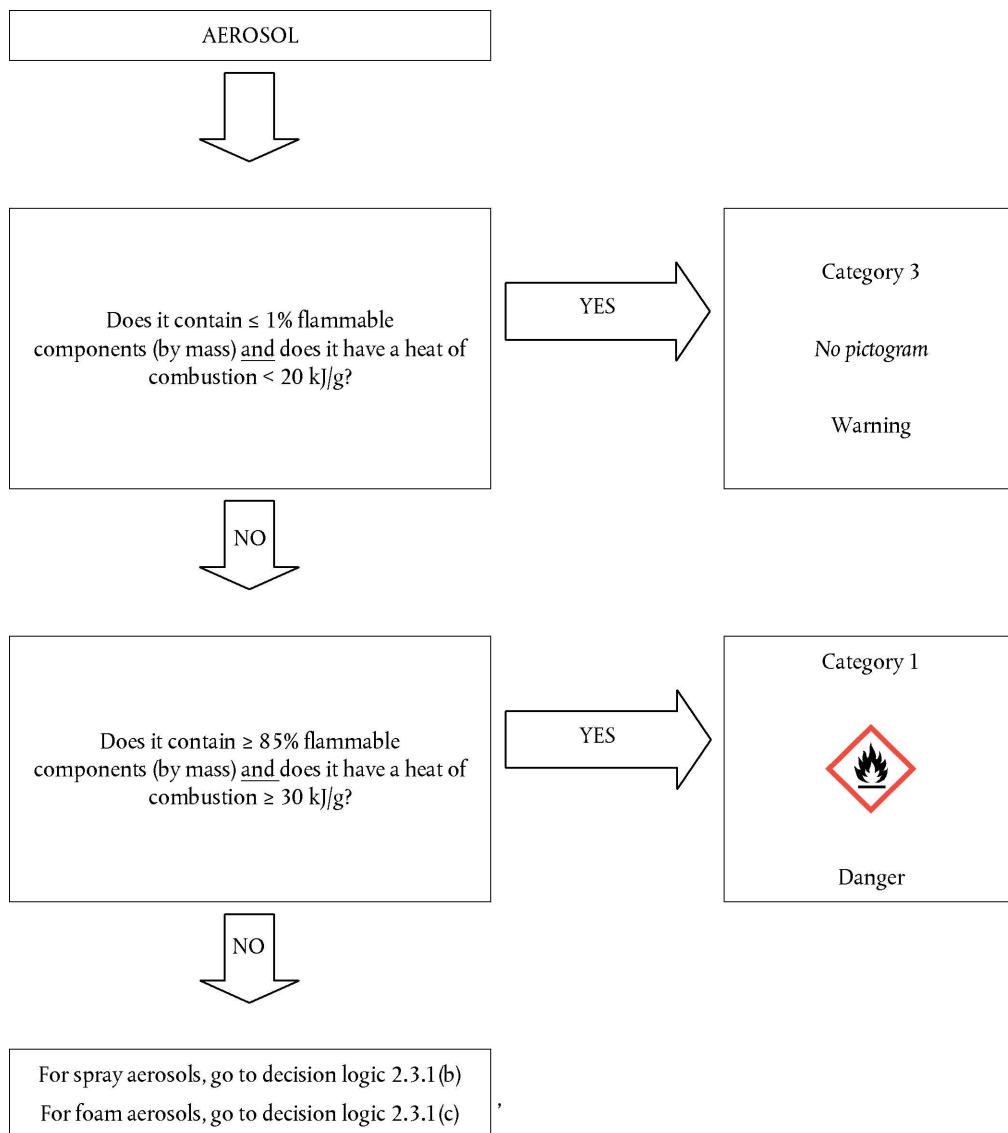 AEROSOL
Does it contain ≤ 1% flammable
components (by mass) and does it have a heat of
combustion < 20 kJ/g?
YES
Category 3
No pictogram
Warning
NO
Does it contain ≥ 85% flammable
components (by mass) and does it have a heat of
combustion ≥ 30 kJ/g?
YES
Category 1
Danger
NO
For spray aerosols, go to decision logic 2.3.1(b)
For foam aerosols, go to decision logic 2.3.1(c)
,